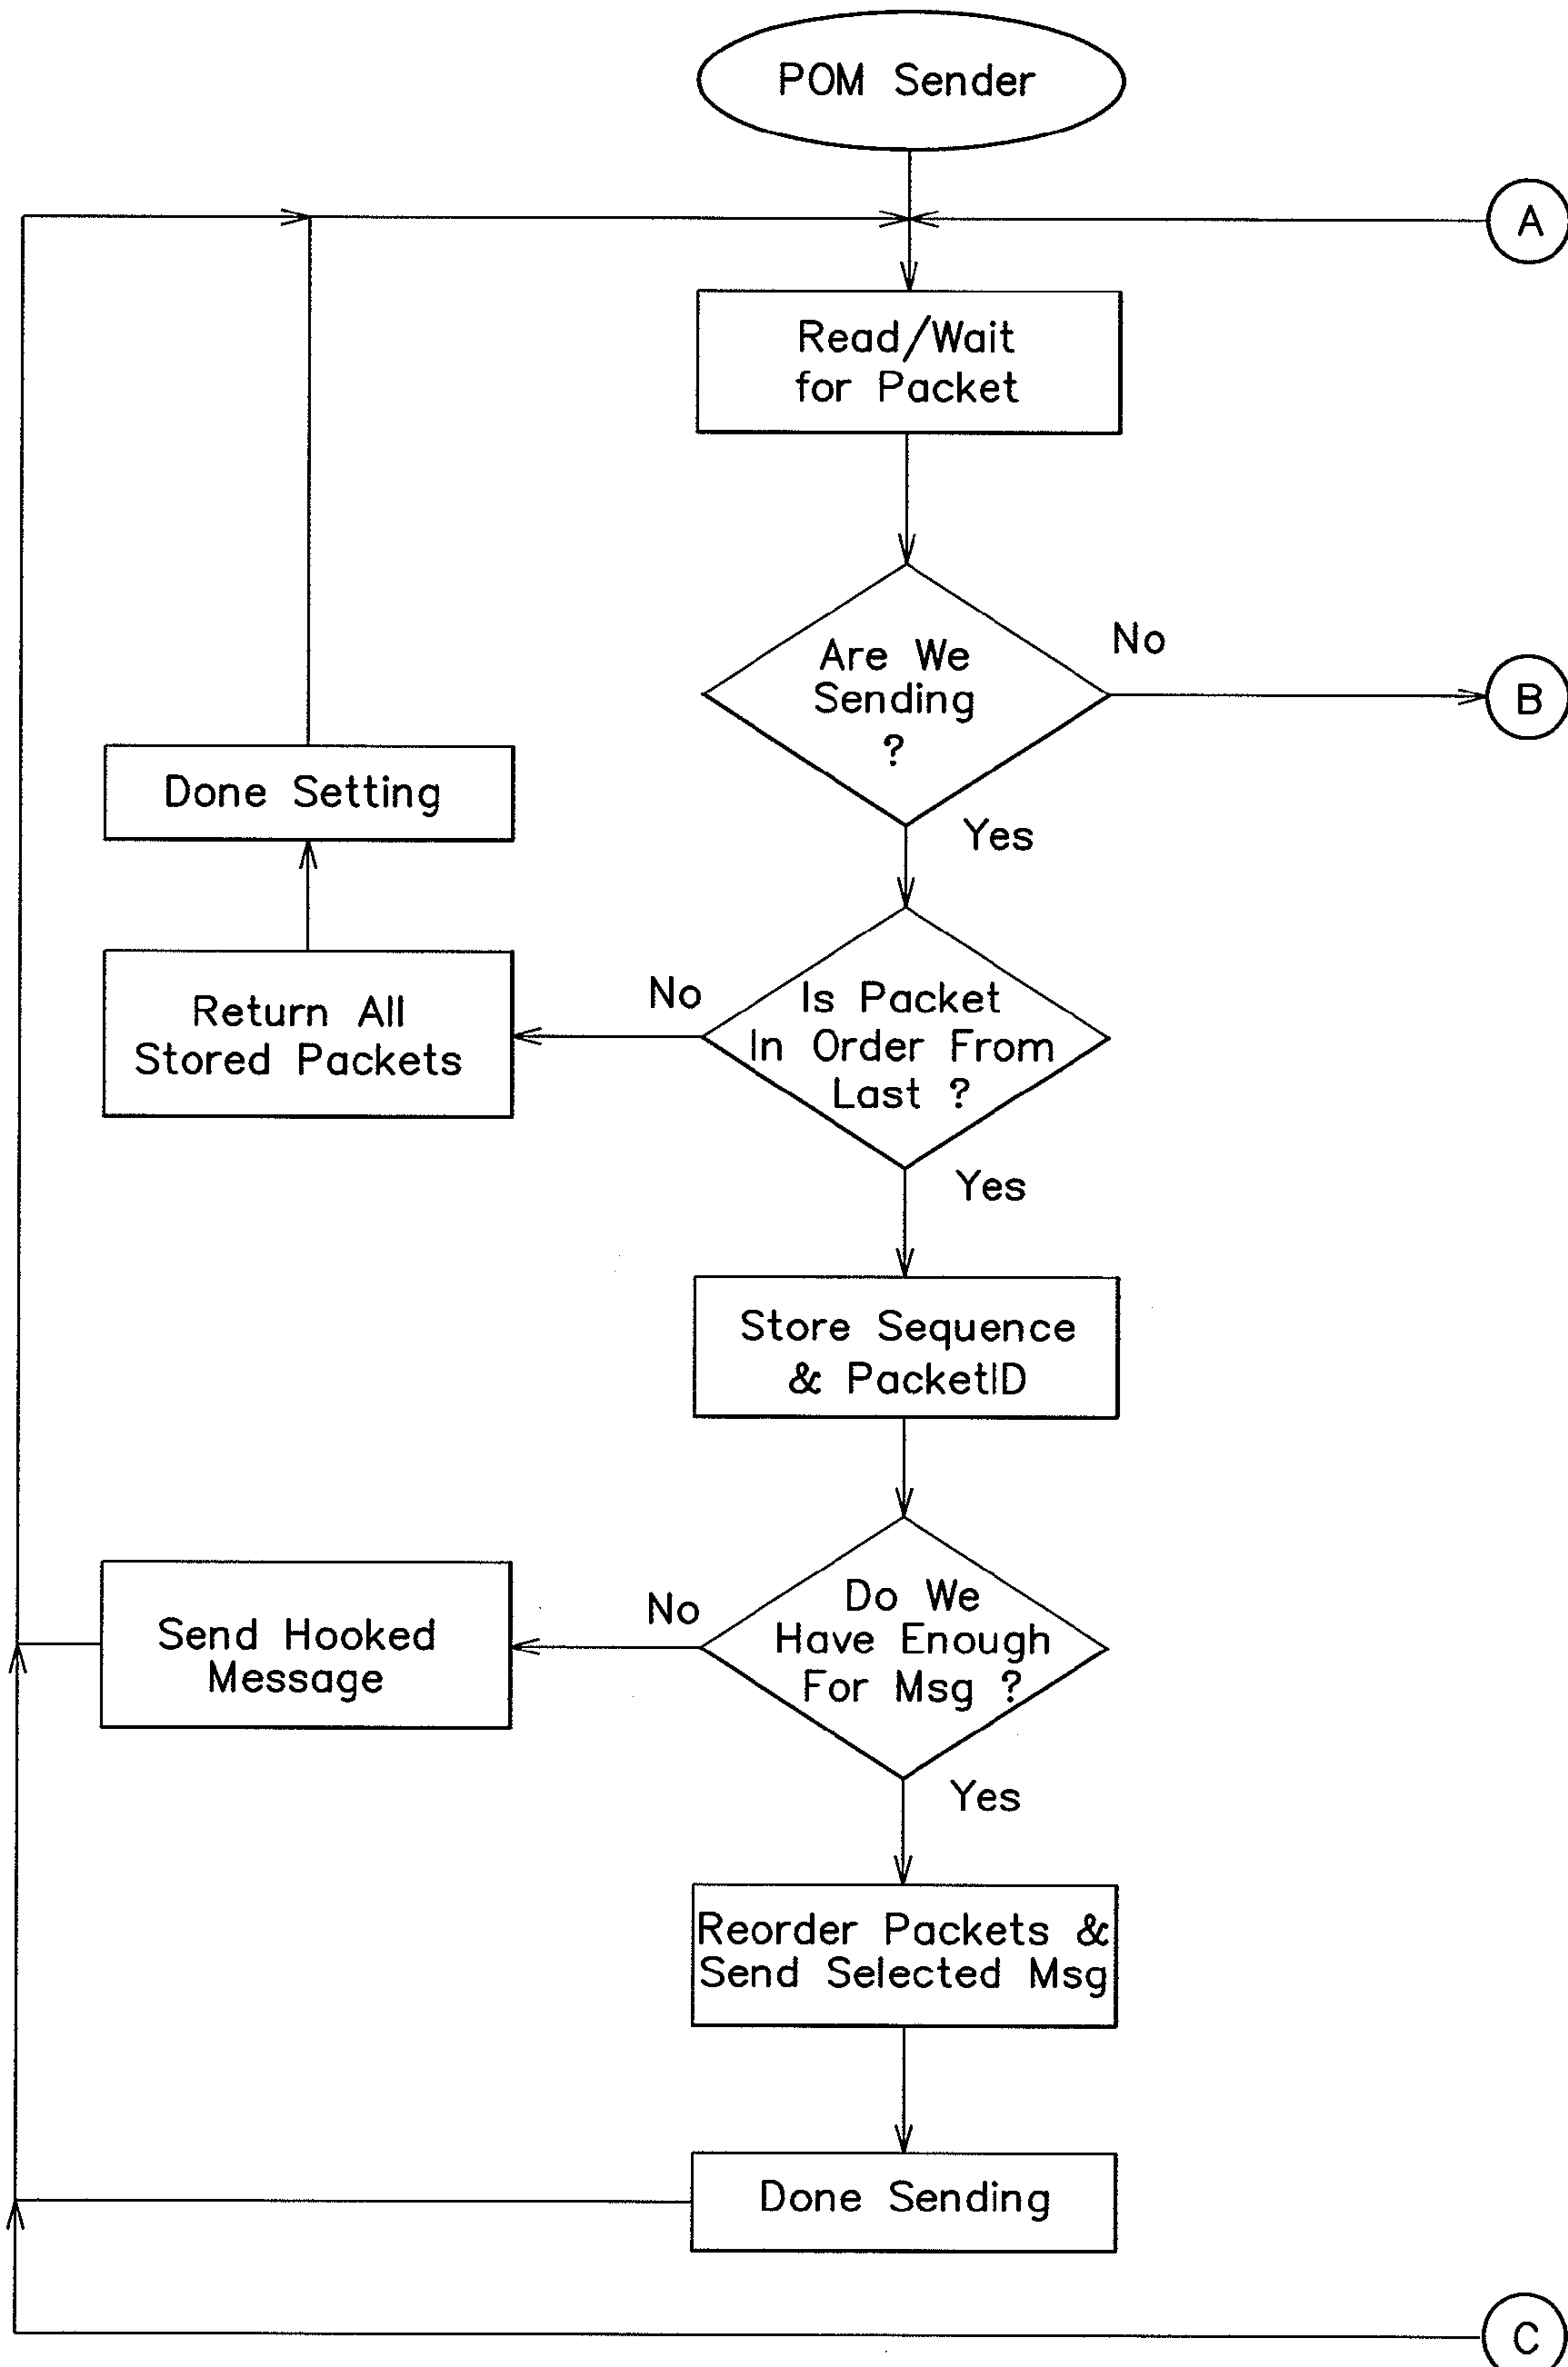 POM Sender
A
Read/Wait
for Packet
Are We
Sending
?
No
B
Yes
Done Setting
Is Packet
In Order From
Last ?
No
Return All
Stored Packets
Yes
Store Sequence
& PacketID
Do We
Have Enough
For Msg ?
No
Send Hooked
Message
Yes
Reorder Packets &
Send Selected Msg
Done Sending
C